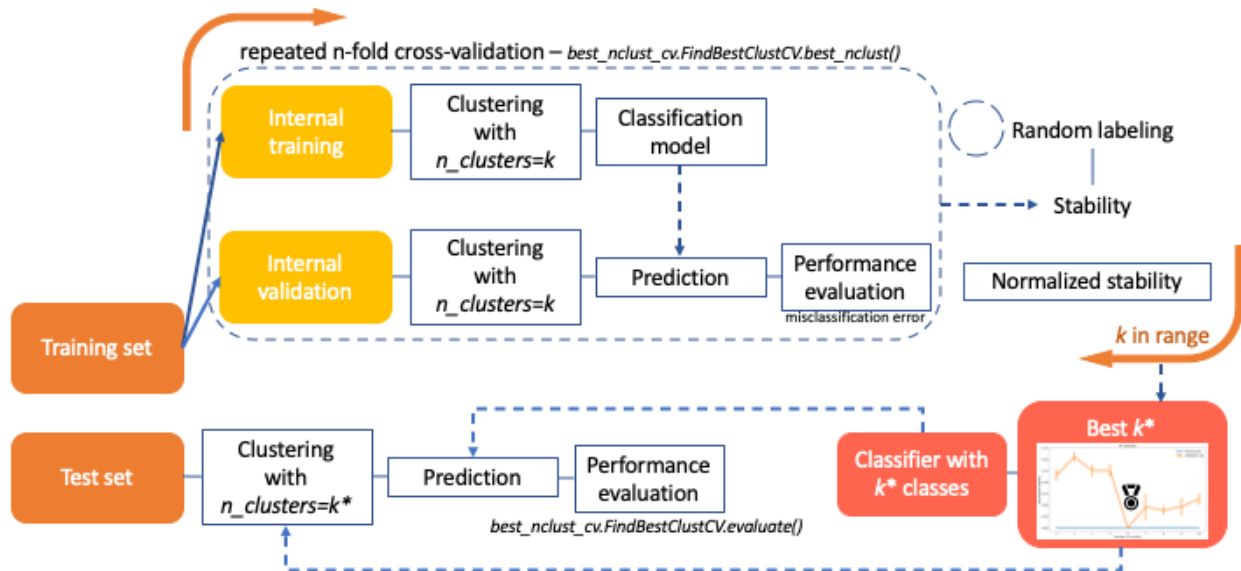 repeated n-fold cross-validation – best_nclust_cv.FindBestClustCV.best_nclust()
Internal
training
Clustering
with
n_clusters=k
Classification
model
Random labeling
Stability
Internal
validation
Clustering
with
n_clusters=k
Prediction
Performance
evaluation
misclassification error
Normalized stability
Training set
k in range
Best k*
Test set
Clustering
with
n_clusters=k*
Prediction
Performance
evaluation
best_nclust_cv.FindBestClustCV.evaluate()
Classifier with
k* classes